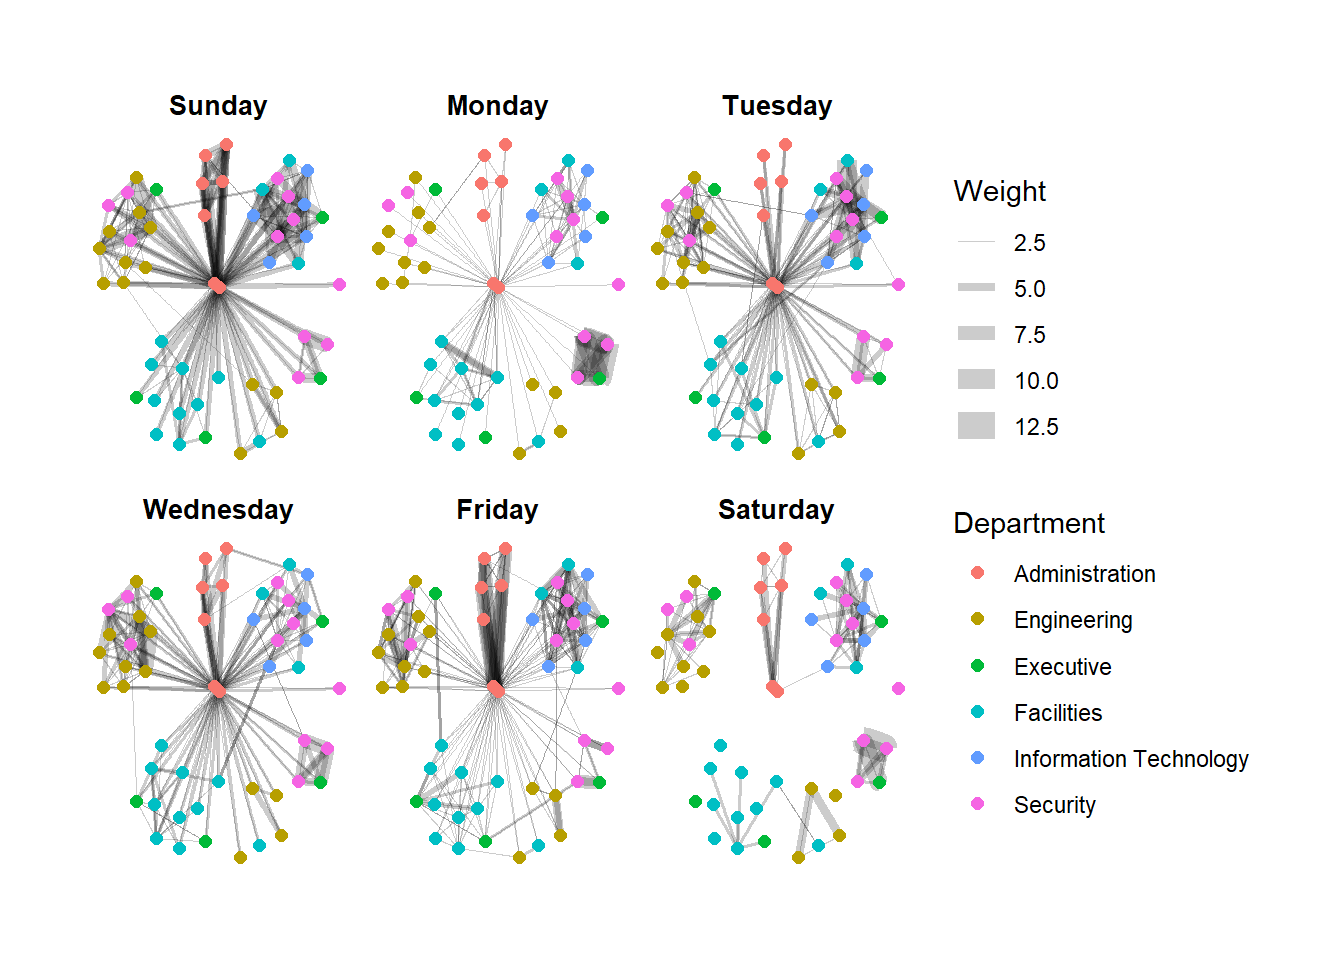 Sunday
Monday
Tuesday
Wednesday
Friday
Saturday
Weight
2.5
5.0
7.5
10.0
12.5
Department
Administration
Engineering
Executive
Facilities
Information Technology
Security